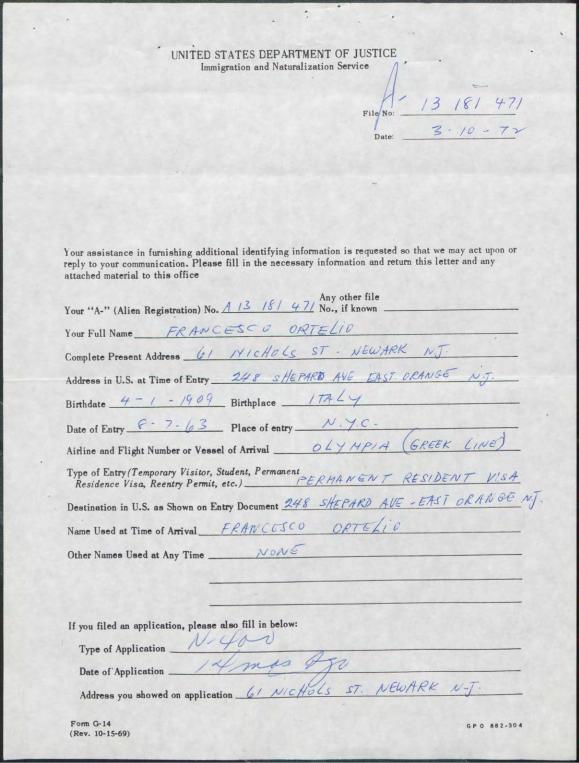 UNITED STATES DEPARTMENT OF JUSTICE
Immigration and Naturalization Service
File No: A- 13 181 471
Date: 3-10-72
Your assistance in furnishing additional identifying information is requested so that we may act upon or
reply to your communication. Please fill in the necessary information and return this letter and any
attached material to this office
Your "A-" (Alien Registration) No. A 13 181 471 Any other file No., if known
Your Full Name FRANCESCO ORTELIO
Complete Present Address 61 NICHOLS ST - NEWARK N.J.
Address in U.S. at Time of Entry 248 SHEPARD AVE EAST ORANGE N.J.
Birthdate 4-1-1909 Birthplace ITALY
Date of Entry 8-7-63 Place of entry N.Y.C.
Airline and Flight Number or Vessel of Arrival OLYMPIA (GREEK LINE)
Type of Entry (Temporary Visitor, Student, Permanent
Residence Visa, Reentry Permit, etc.) PERMANENT RESIDENT VISA
Destination in U.S. as Shown on Entry Document 248 SHEPARD AVE - EAST ORANGE NJ.
Name Used at Time of Arrival FRANCESCO ORTELIO
Other Names Used at Any Time NONE
If you filed an application, please also fill in below:
Type of Application N-400
Date of Application 14 mos Ago
Address you showed on application 61 NICHOLS ST. NEWARK N-J.
Form G-14
(Rev. 10-15-69)
GPO 882-304